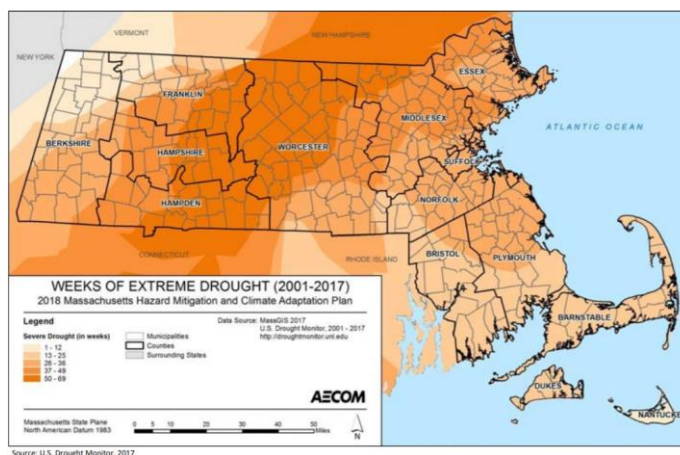 VERMONT
NEW HAMPSHIRE
NEW YORK
ESSEX
FRANKLIN
MIDDLESEX
ATLANTIC OCEAN
BERKSHIRE
HAMPSHIRE
WORCESTER
SUFFOLK
HAMPDEN
NORFOLK
CONNECTICUT
RHODE ISLAND
BRISTOL
PLYMOUTH
BARNSTABLE
DUKES
NANTUCKE
WEEKS OF EXTREME DROUGHT (2001-2017)
2018 Massachusetts Hazard Mitigation and Climate Adaptation Plan
Legend
Severe Drought (in weeks)
1 - 12
13 - 25
26 - 36
37 - 49
50 - 69
Municipalities
Counties
Surrounding States
Data Source: MassGIS 2017
U.S. Drought Monitor, 2001 - 2017
http://droughtmonitor.unl.edu
AECOM
Massachusetts State Plane
North American Datum 1983
0 5 10 20 30 40 50
Miles
N
Source: U.S. Drought Monitor, 2017